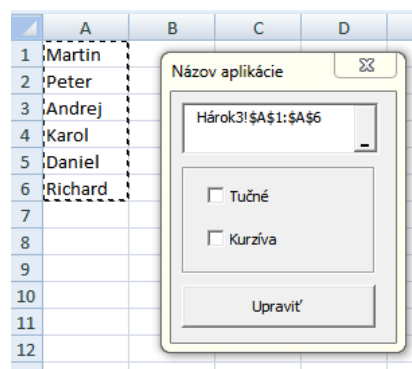 A B C D
1 Martin
2 Peter
3 Andrej
4 Karol
5 Daniel
6 Richard
7
8
9
10
11
12
Názov aplikácie
Hárok3!$A$1:$A$6
Tučné
Kurzíva
Upraviť